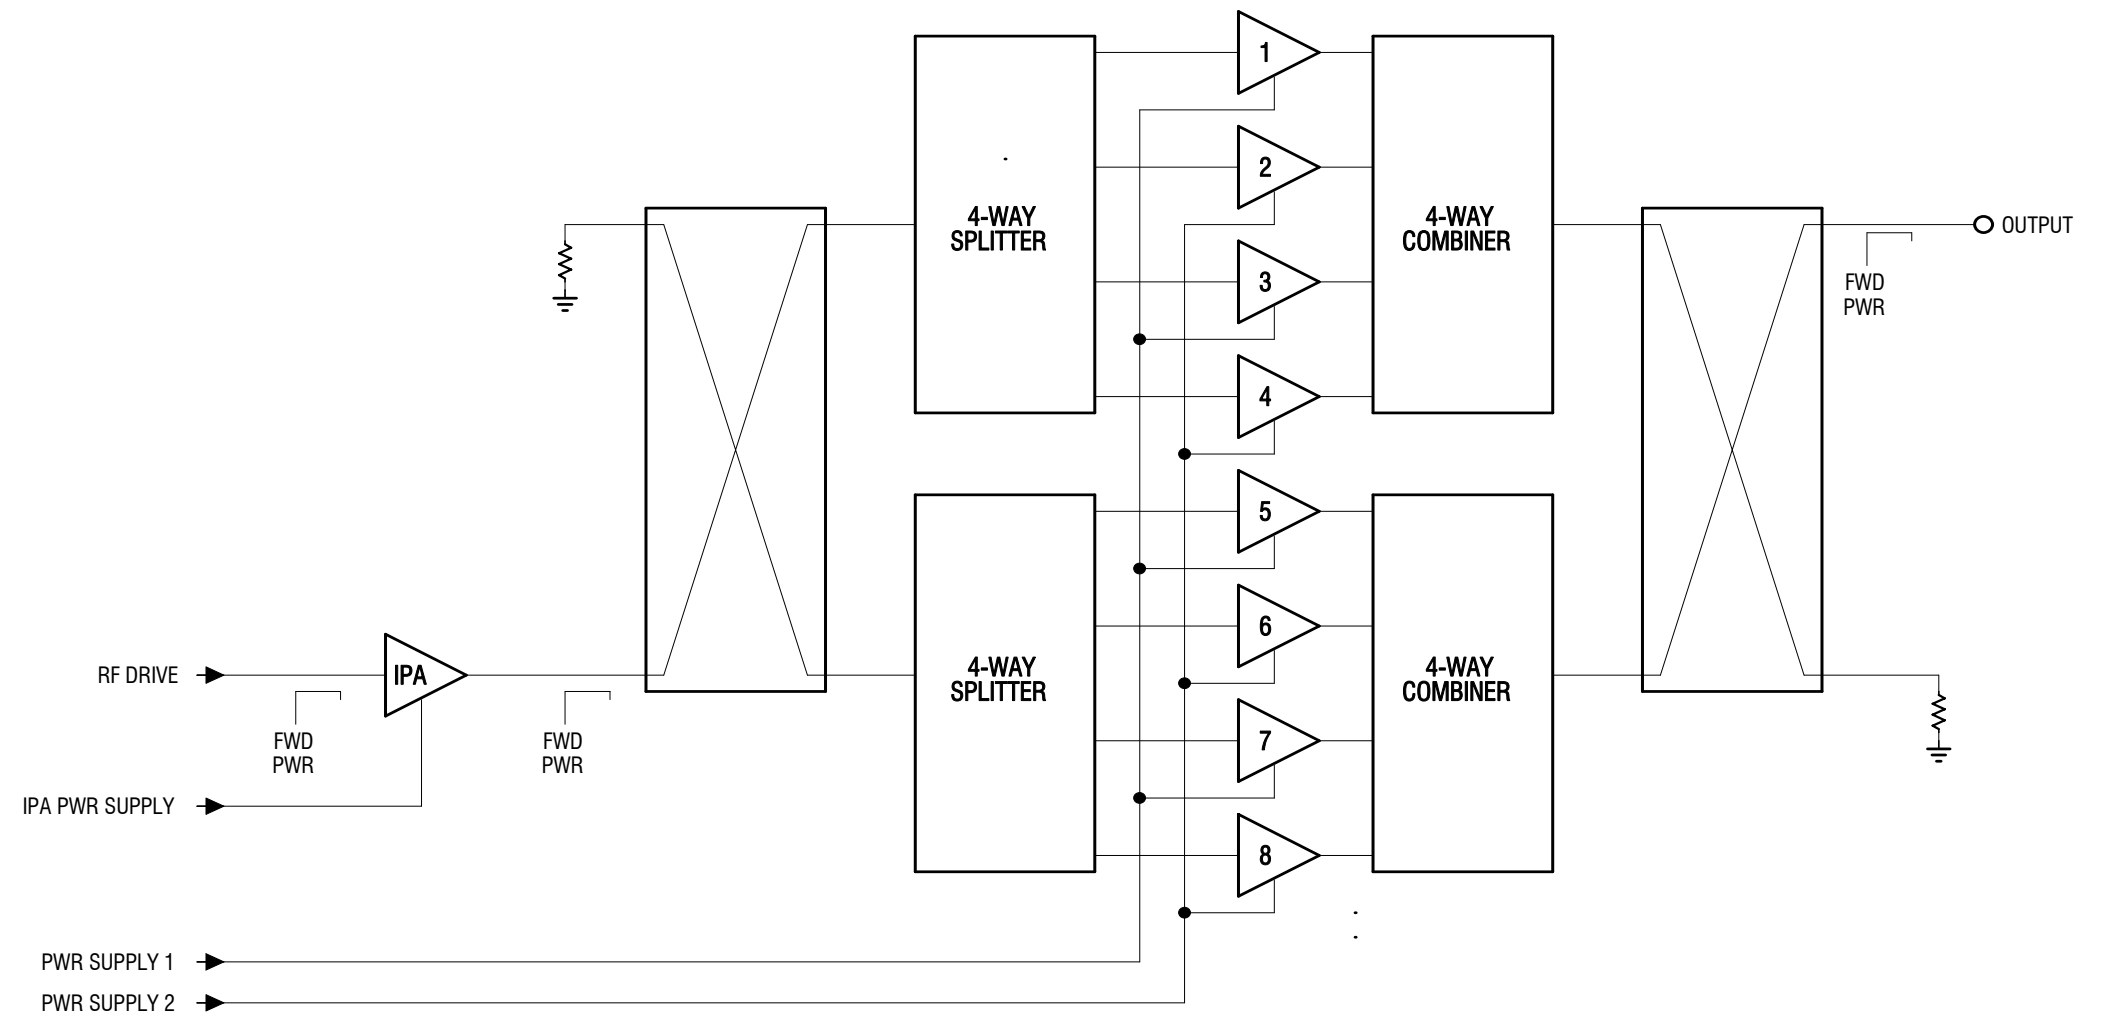 1
2
4-WAY
SPLITTER
4-WAY
COMBINER
OUTPUT
3
FWD
PWR
4
5
6
RF DRIVE
IPA
4-WAY
SPLITTER
4-WAY
COMBINER
FWD
PWR
FWD
PWR
7
IPA PWR SUPPLY
8
PWR SUPPLY 1
PWR SUPPLY 2